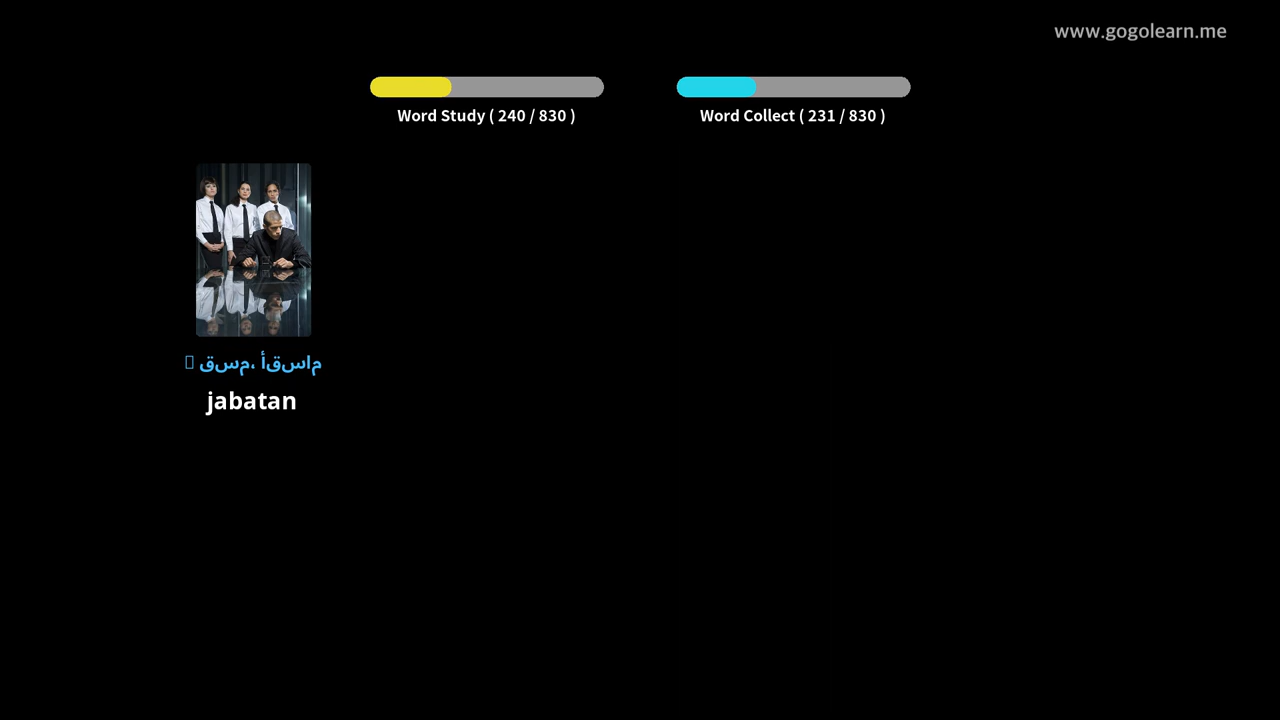 www.gogolearn.me
Word Study ( 240 / 830 )
Word Collect ( 231 / 830 )
قسم، أقسام
jabatan